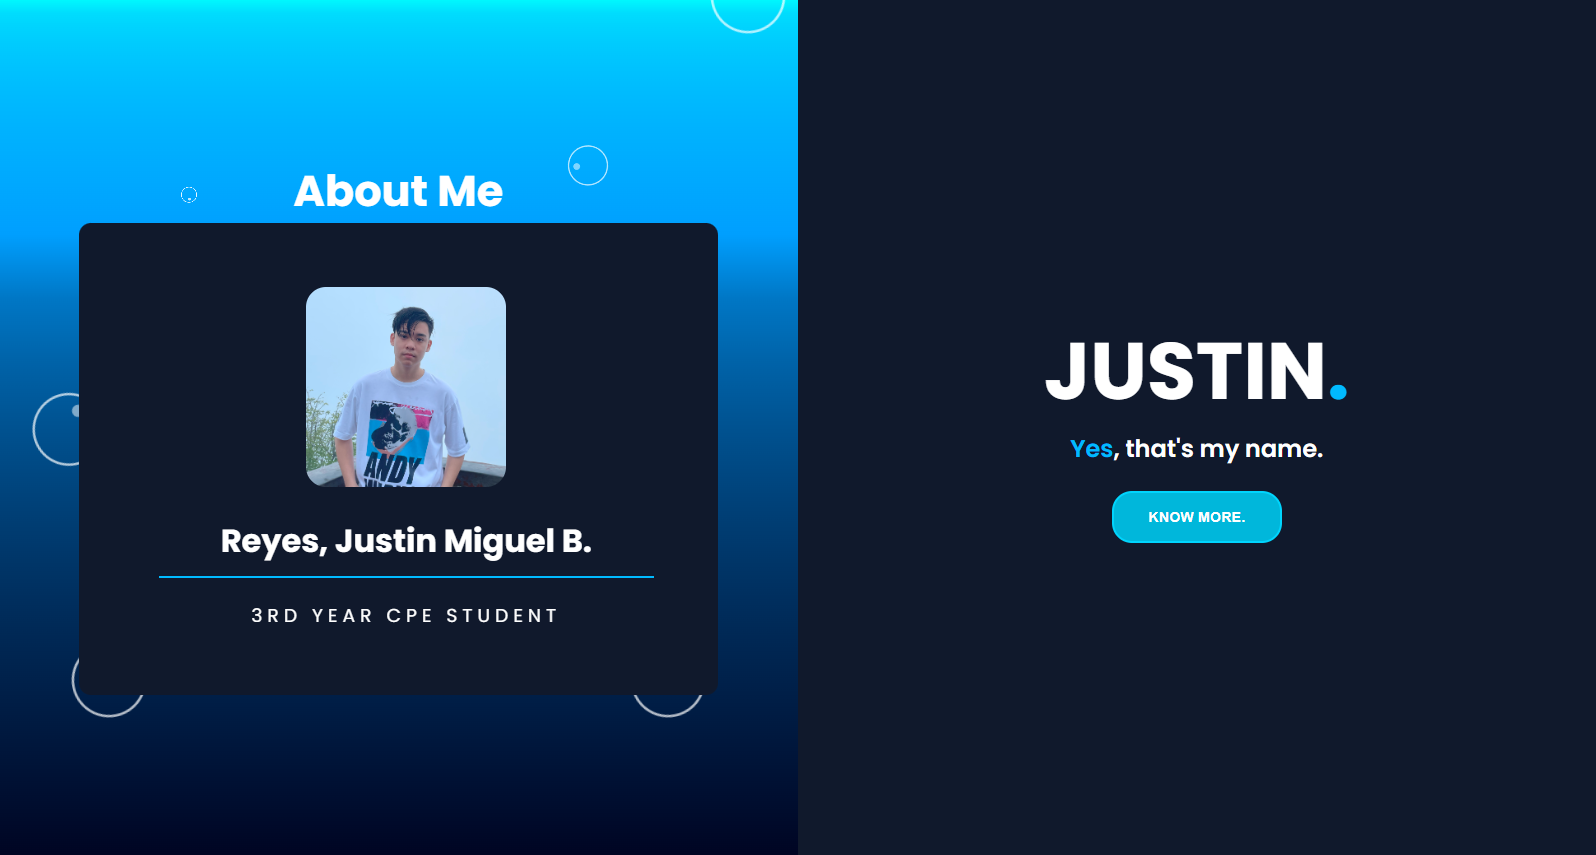 About Me
ANDY
Reyes, Justin Miguel B.
3RD YEAR CPE STUDENT
JUSTIN.
Yes, that's my name.
KNOW MORE.